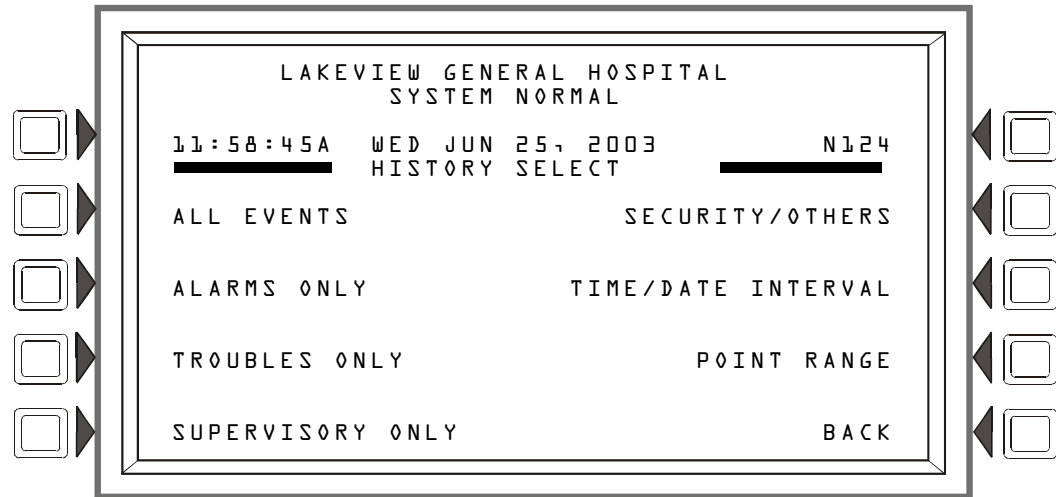 LAKEVIEW GENERAL HOSPITAL
SYSTEM NORMAL
11:58:45A WED JUN 25, 2003 N124
HISTORY SELECT
ALL EVENTS SECURITY/OTHERS
ALARMS ONLY TIME/DATE INTERVAL
TROUBLES ONLY POINT RANGE
SUPERVISORY ONLY BACK